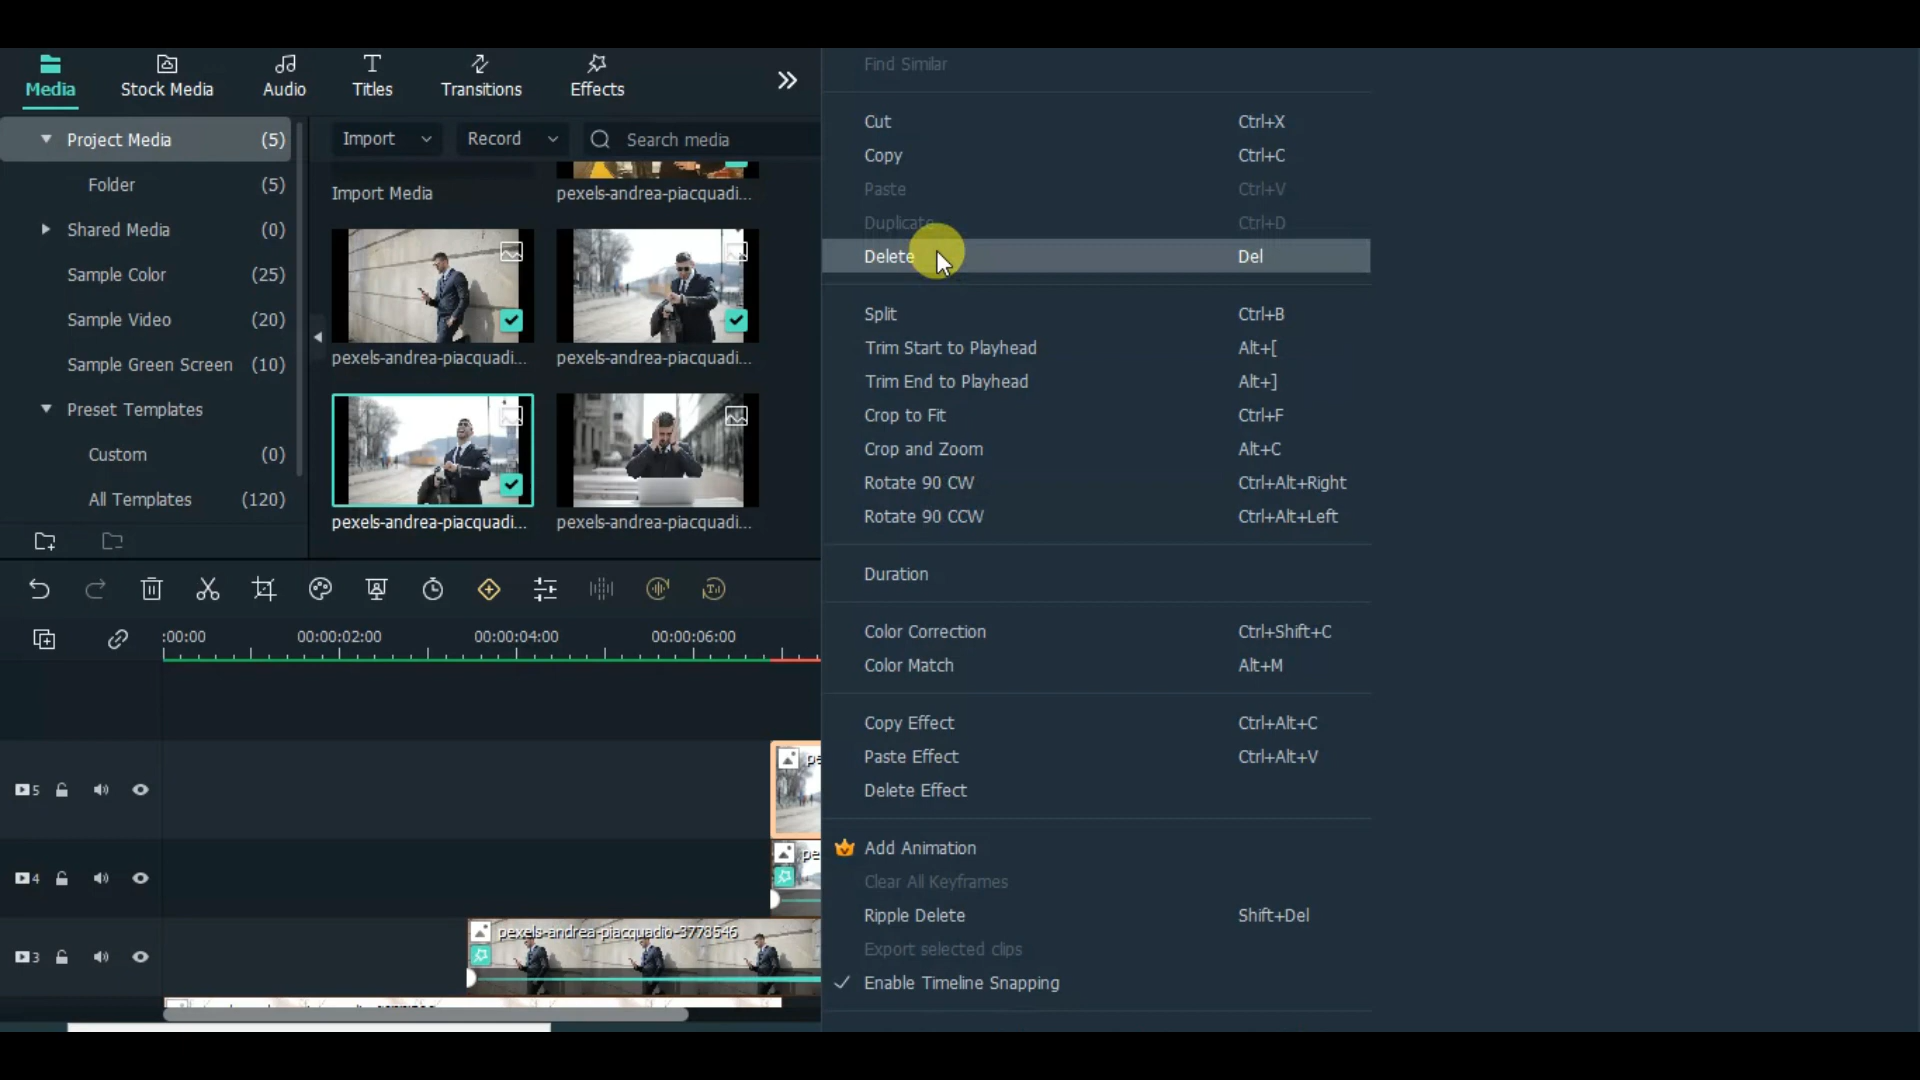 Media
Stock Media
Audio
Titles
Transitions
Effects
Project Media (5)
Folder (5)
Shared Media (0)
Sample Color (25)
Sample Video (20)
Sample Green Screen (10)
Preset Templates
Custom (0)
All Templates (120)
Import
Record
Search media
Import Media
pexels-andrea-piacquadi...
pexels-andrea-piacquadi...
pexels-andrea-piacquadi...
pexels-andrea-piacquadi...
pexels-andrea-piacquadi...
:00:00
00:00:02:00
00:00:04:00
00:00:06:00
5
pe
4
pe
3
pexels-andrea-piacquadio-3778546
Find Similar
Cut Ctrl+X
Copy Ctrl+C
Paste Ctrl+V
Duplicate Ctrl+D
Delete Del
Split Ctrl+B
Trim Start to Playhead Alt+[
Trim End to Playhead Alt+]
Crop to Fit Ctrl+F
Crop and Zoom Alt+C
Rotate 90 CW Ctrl+Alt+Right
Rotate 90 CCW Ctrl+Alt+Left
Duration
Color Correction Ctrl+Shift+C
Color Match Alt+M
Copy Effect Ctrl+Alt+C
Paste Effect Ctrl+Alt+V
Delete Effect
Add Animation
Clear All Keyframes
Ripple Delete Shift+Del
Export selected clips
Enable Timeline Snapping